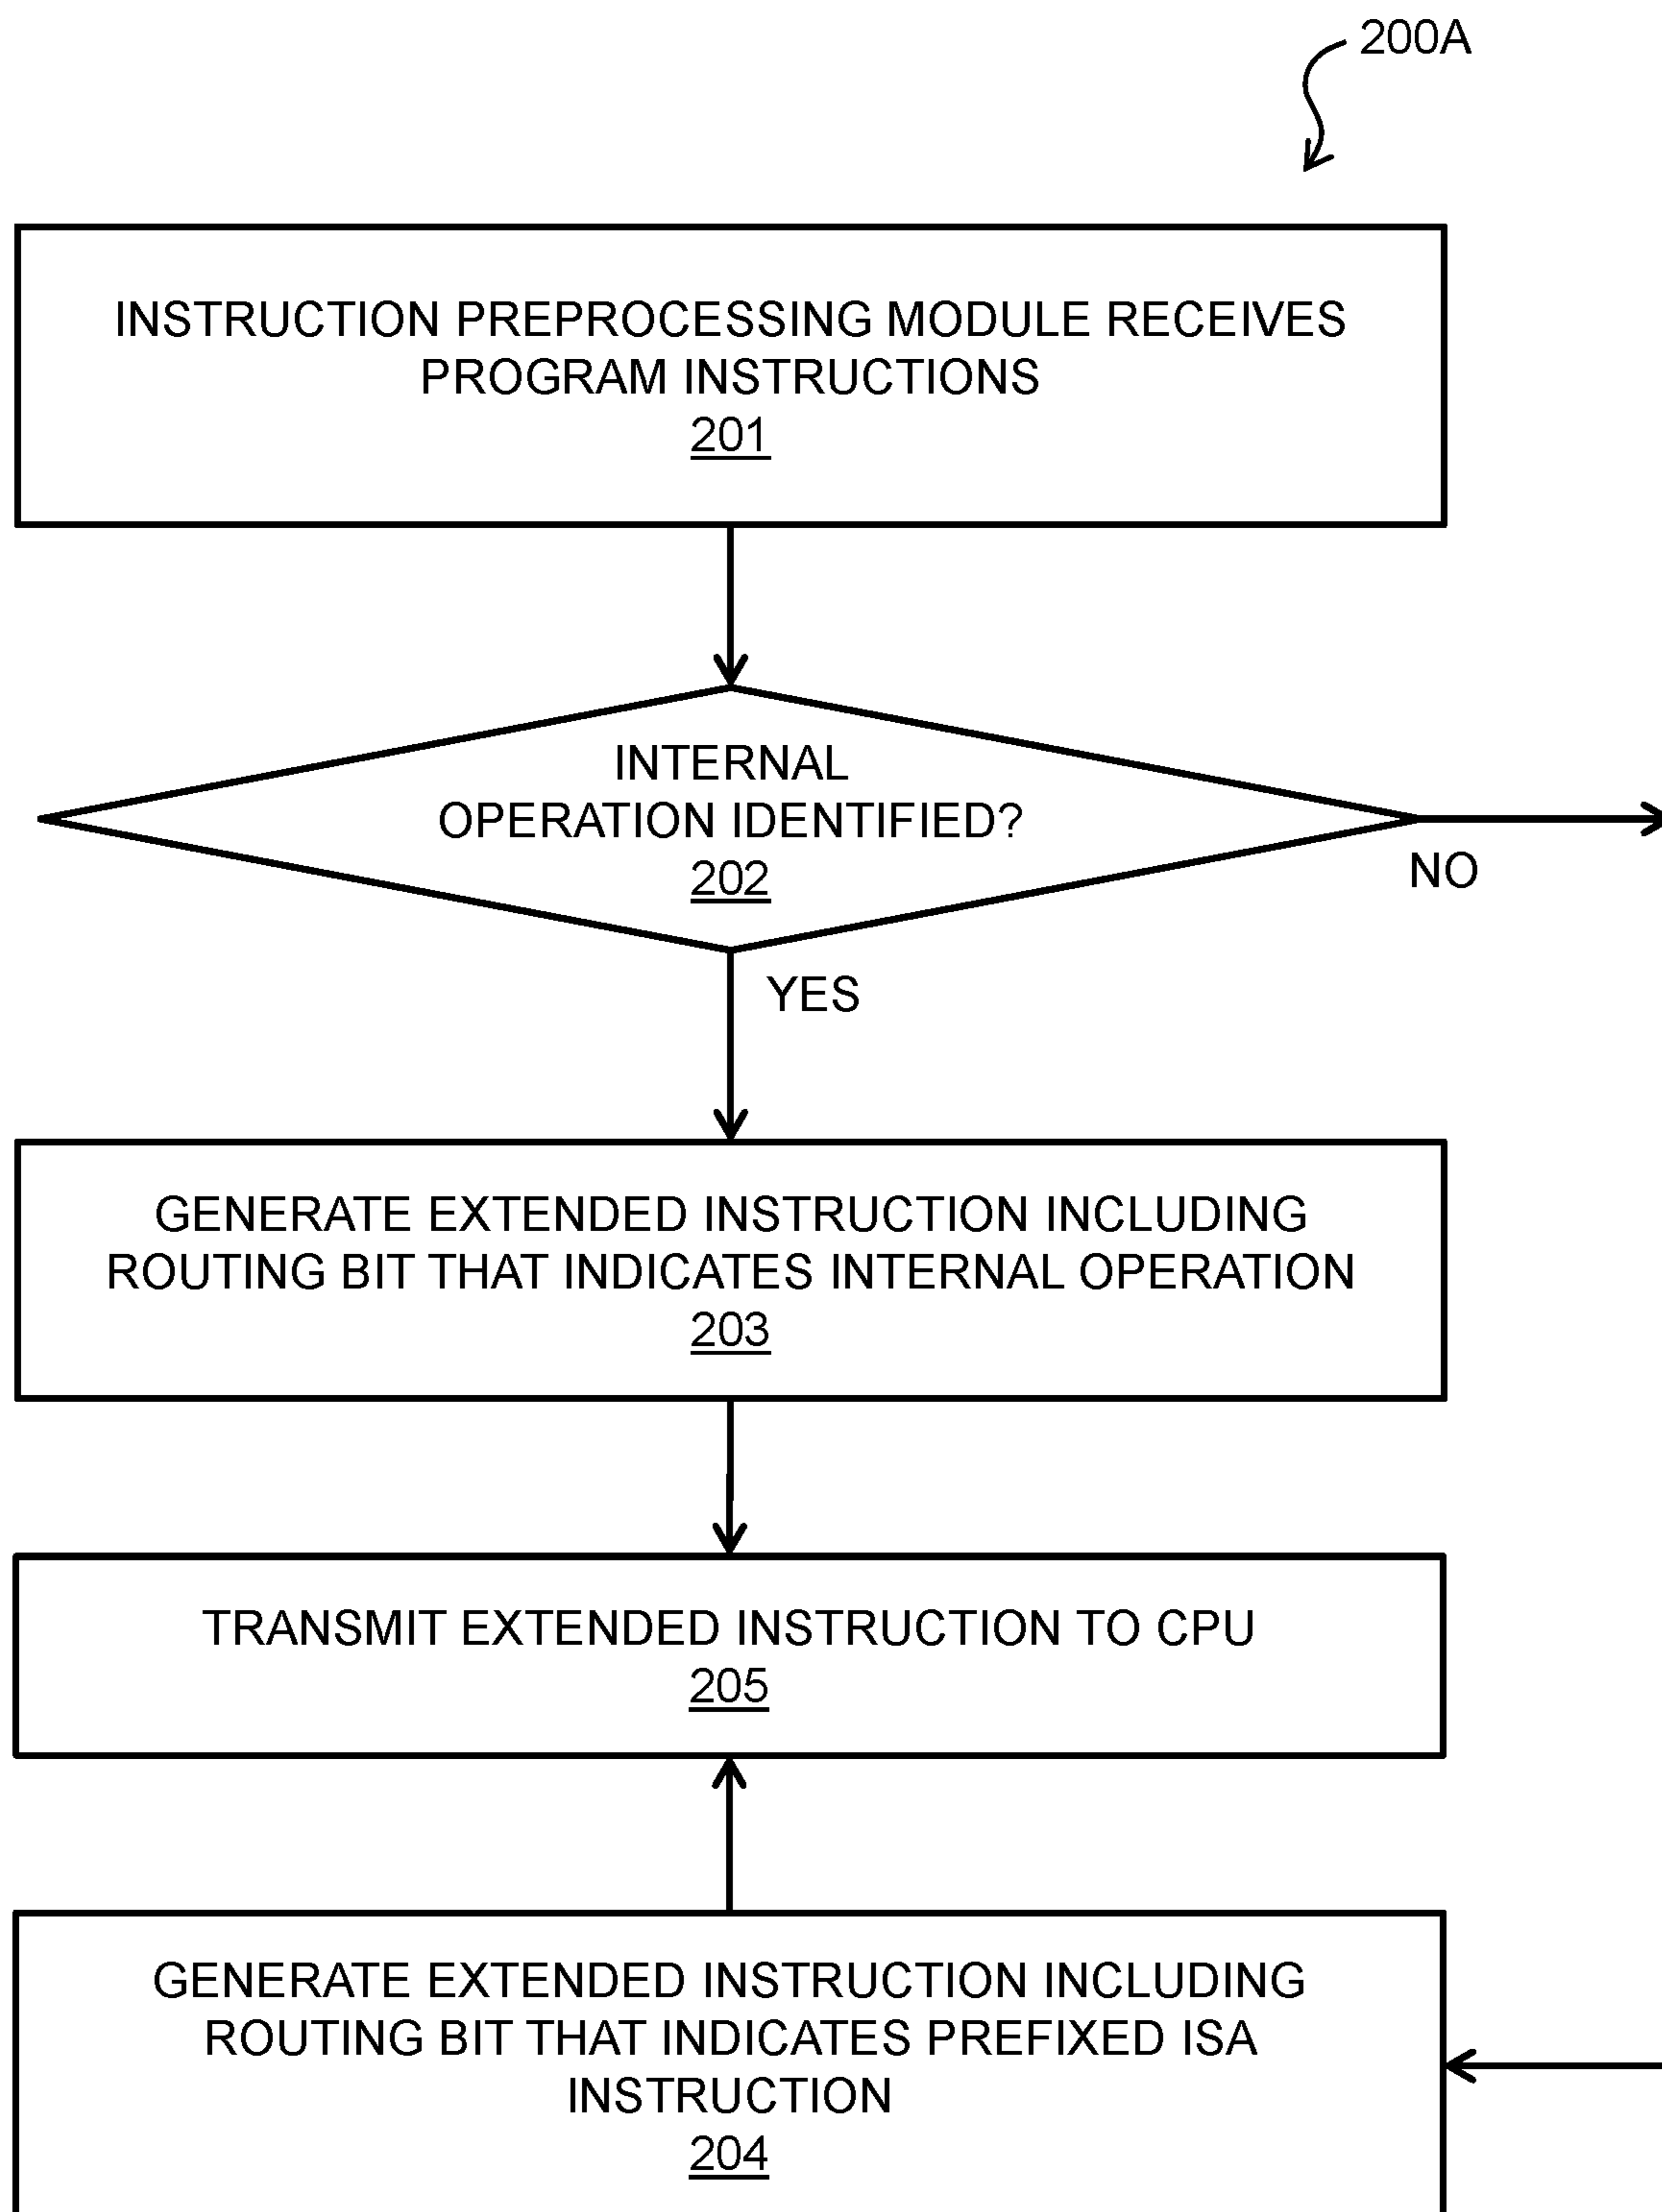 200A
INSTRUCTION PREPROCESSING MODULE RECEIVES
PROGRAM INSTRUCTIONS
201
INTERNAL
OPERATION IDENTIFIED?
202
NO
YES
GENERATE EXTENDED INSTRUCTION INCLUDING
ROUTING BIT THAT INDICATES INTERNAL OPERATION
203
TRANSMIT EXTENDED INSTRUCTION TO CPU
205
GENERATE EXTENDED INSTRUCTION INCLUDING
ROUTING BIT THAT INDICATES PREFIXED ISA
INSTRUCTION
204